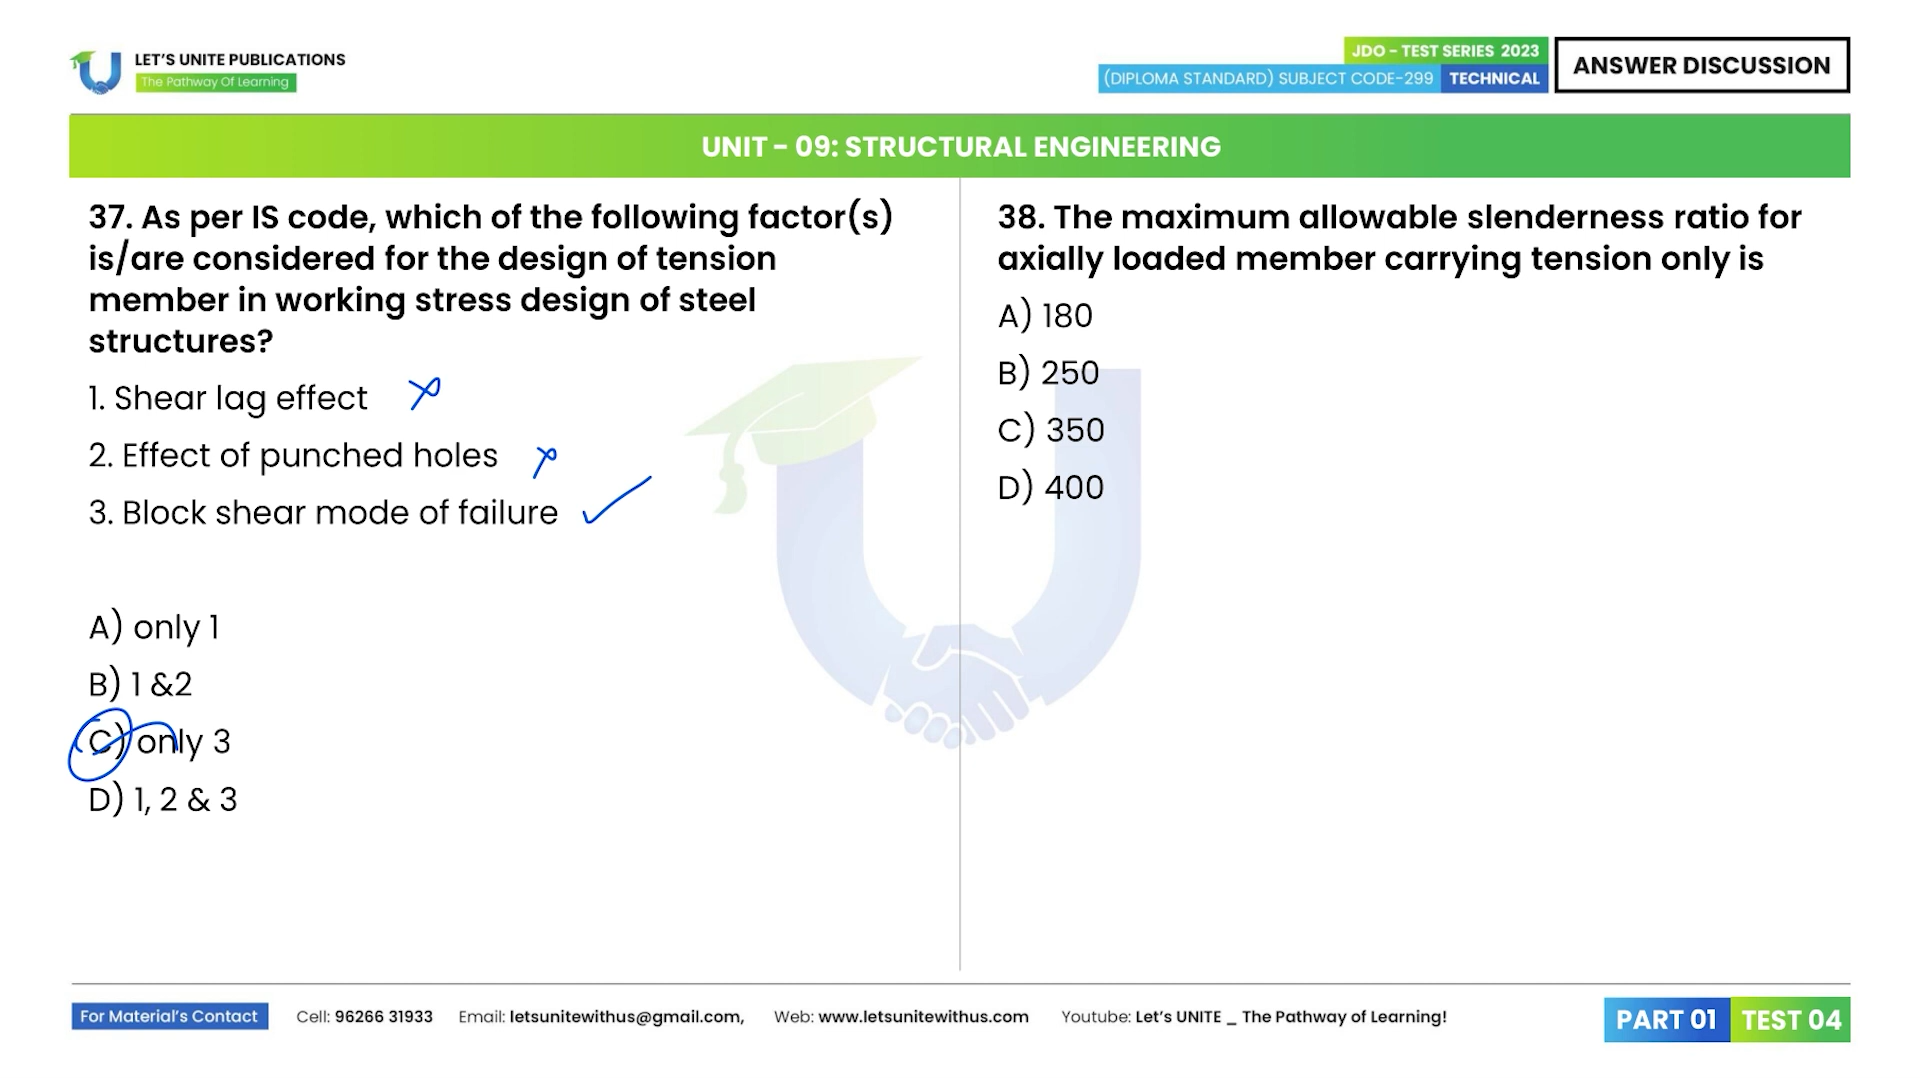 LET'S UNITE PUBLICATIONS
The Pathway Of Learning
JDO - TEST SERIES 2023
(DIPLOMA STANDARD) SUBJECT CODE-299 TECHNICAL
ANSWER DISCUSSION
UNIT - 09: STRUCTURAL ENGINEERING
37. As per IS code, which of the following factor(s)
is/are considered for the design of tension
member in working stress design of steel
structures?
1. Shear lag effect
2. Effect of punched holes
3. Block shear mode of failure
A) only 1
B) 1 &2
C) only 3
D) 1, 2 & 3
38. The maximum allowable slenderness ratio for
axially loaded member carrying tension only is
A) 180
B) 250
C) 350
D) 400
For Material's Contact Cell: 96266 31933 Email: letsunitewithus@gmail.com, Web: www.letsunitewithus.com Youtube: Let's UNITE _ The Pathway of Learning!
PART 01 TEST 04